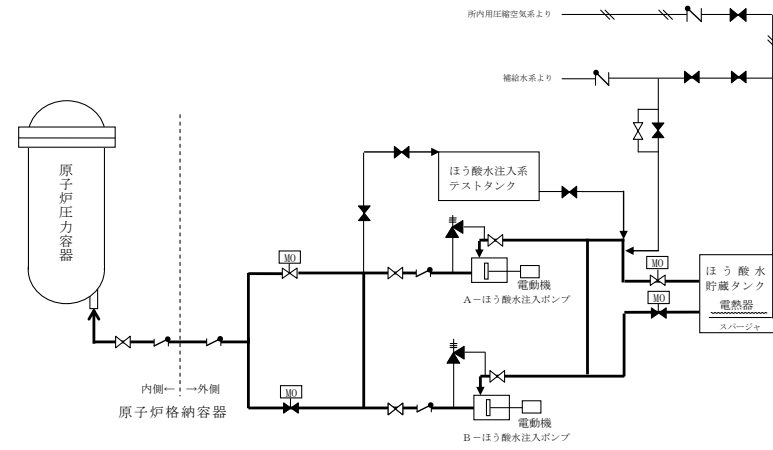 所内用圧縮空気系より
補給水系より
原子炉圧力容器
ほう酸水注入系
テストタンク
MO
MO
ほう酸水
貯蔵タンク
電熱器
スパージャ
MO
電動機
A－ほう酸水注入ポンプ
内側← →外側
原子炉格納容器
MO
電動機
B－ほう酸水注入ポンプ